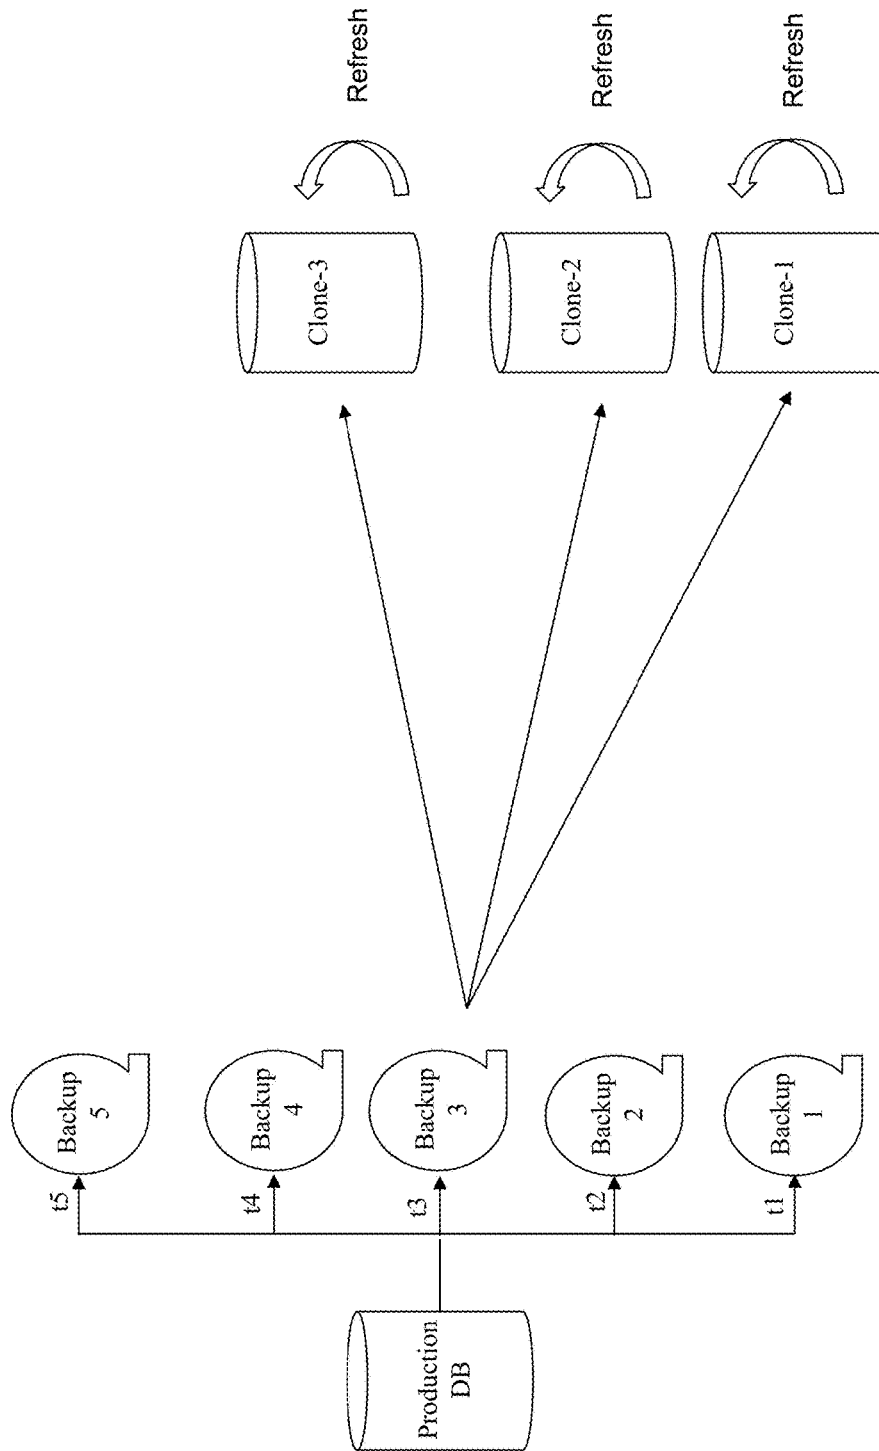 Production
DB
t1
t2
t3
t4
t5
Backup
1
Backup
2
Backup
3
Backup
4
Backup
5
Clone-1
Clone-2
Clone-3
Refresh
Refresh
Refresh